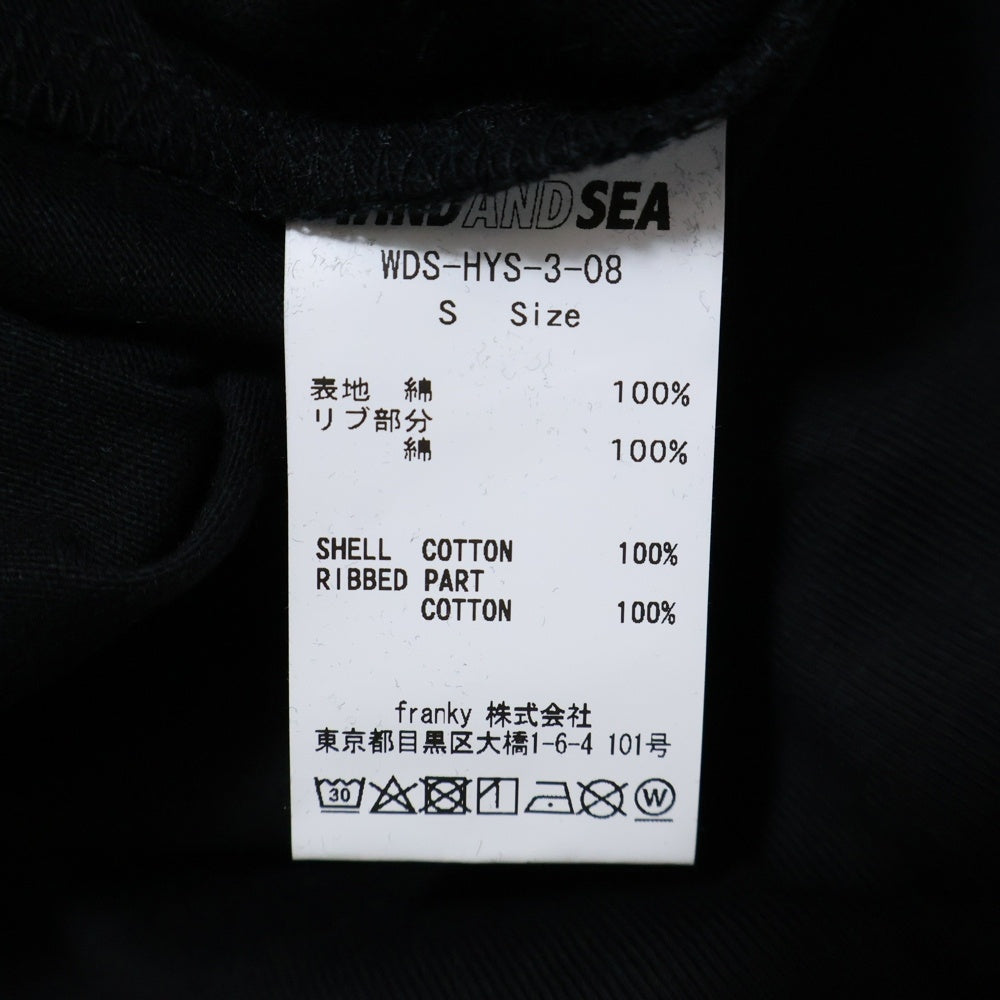 WIND AND SEA
WDS-HYS-3-08
S Size
表地 綿 100%
リブ部分
綿 100%
SHELL COTTON 100%
RIBBED PART
COTTON 100%
franky 株式会社
東京都目黒区大橋1-6-4 101号
30
W